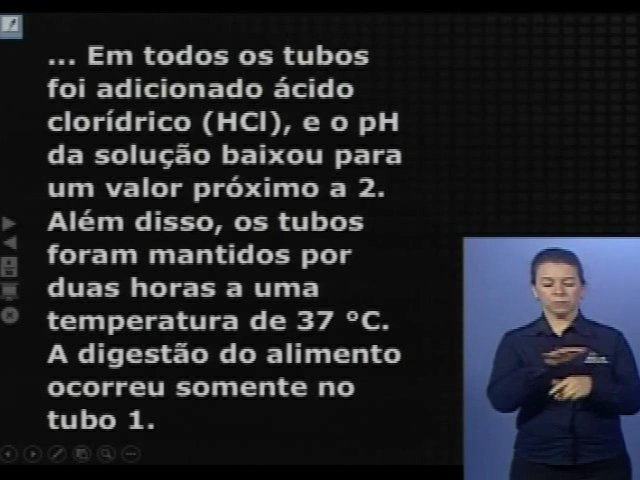 ... Em todos os tubos
foi adicionado ácido
clorídrico (HCl), e o pH
da solução baixou para
um valor próximo a 2.
Além disso, os tubos
foram mantidos por
duas horas a uma
temperatura de 37 °C.
A digestão do alimento
ocorreu somente no
tubo 1.